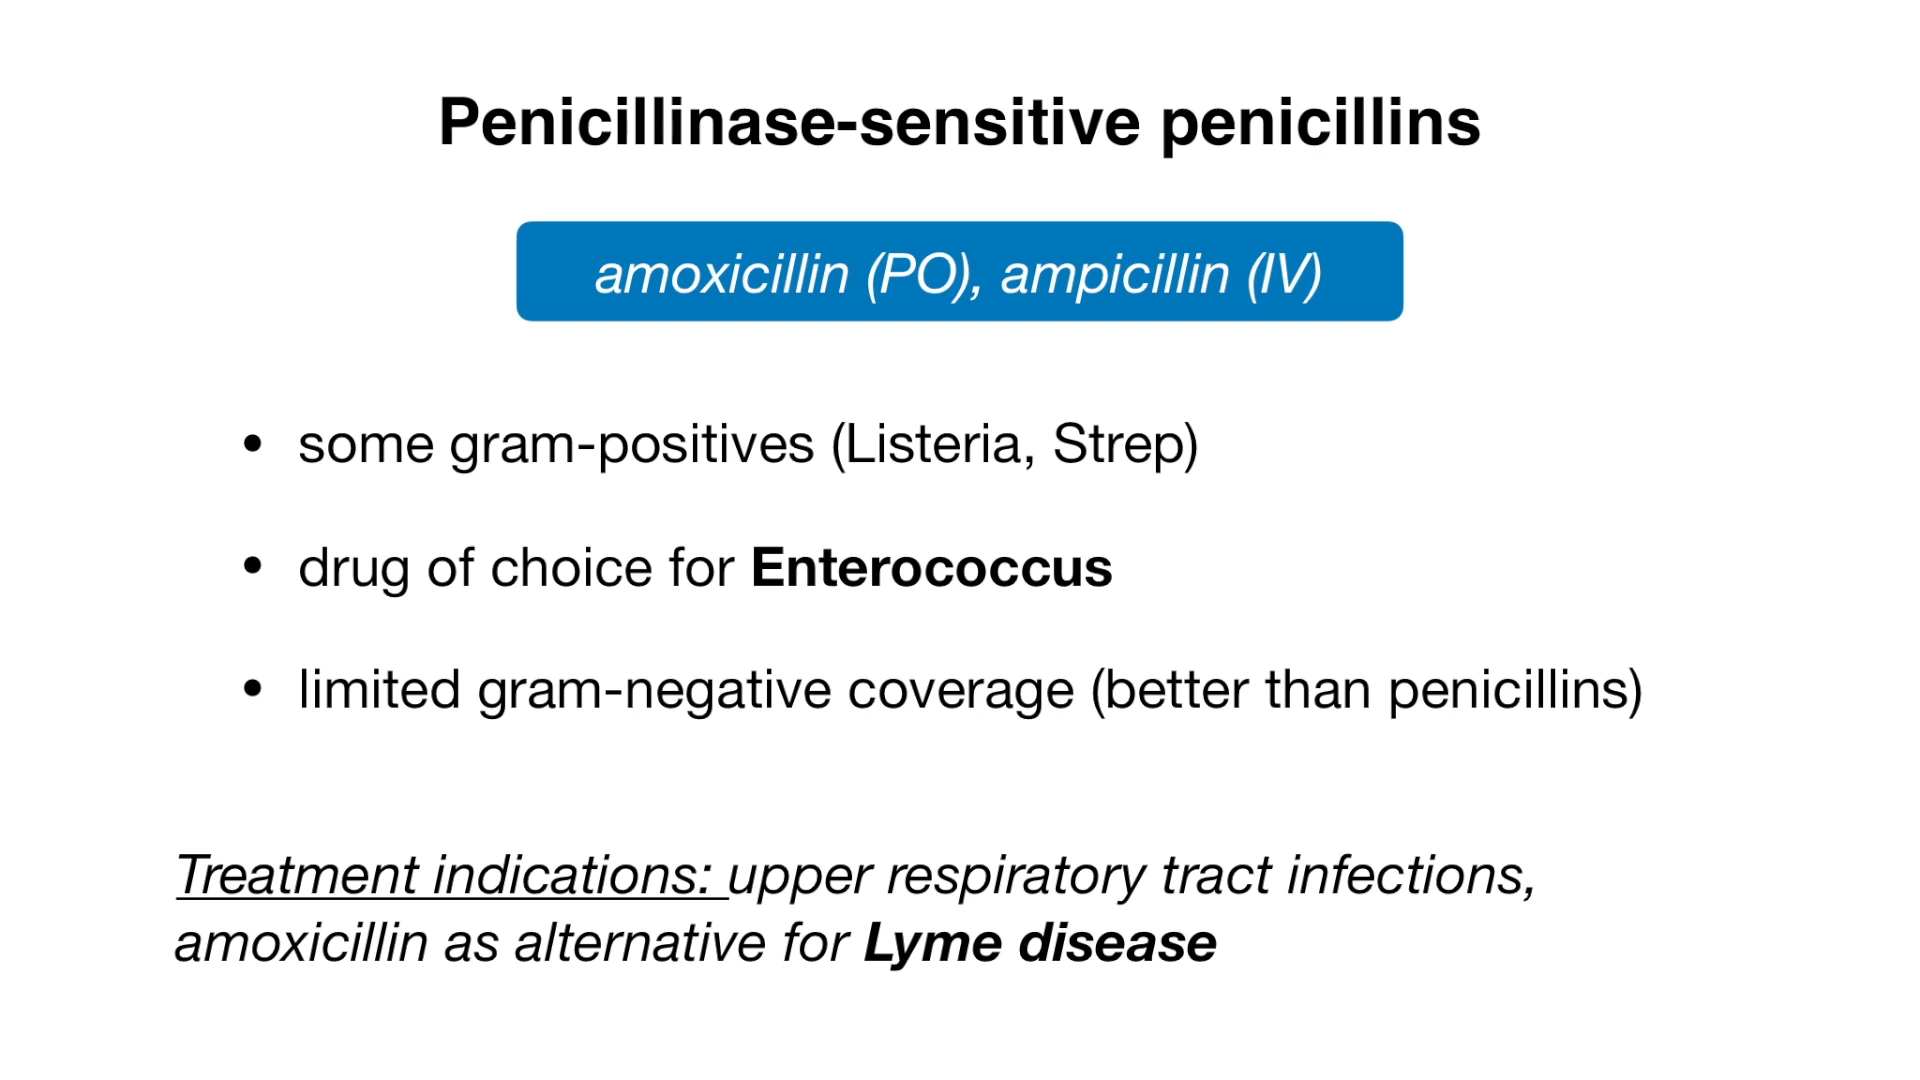 Penicillinase-sensitive penicillins
amoxicillin (PO), ampicillin (IV)
• some gram-positives (Listeria, Strep)
• drug of choice for Enterococcus
• limited gram-negative coverage (better than penicillins)
Treatment indications: upper respiratory tract infections,
amoxicillin as alternative for Lyme disease